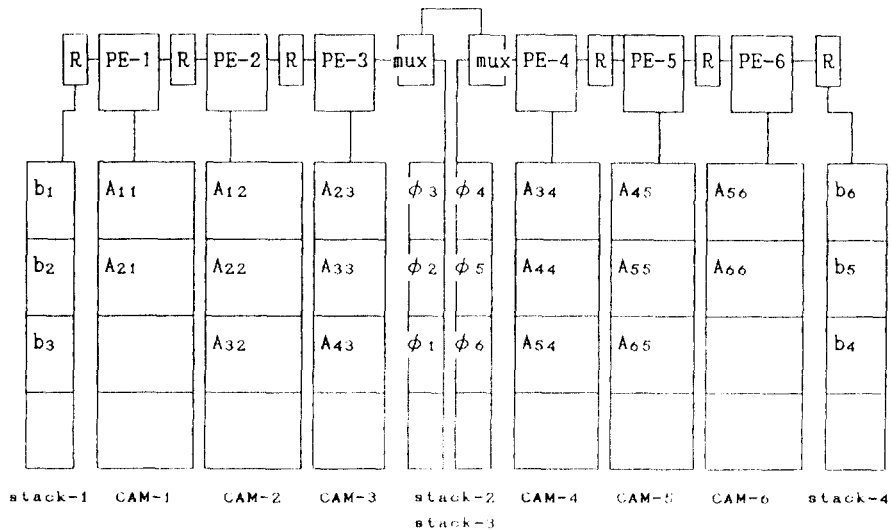 R PE-1 R PE-2 R PE-3 mux mux PE-4 R PE-5 R PE-6 R
b1 A11 A12 A23 φ3 φ4 A34 A45 A56 b6
b2 A21 A22 A33 φ2 φ5 A44 A55 A66 b5
b3 A32 A43 φ1 φ6 A54 A65 b4
stack-1 CAM-1 CAM-2 CAM-3 stack-2 CAM-4 CAM-5 CAM-6 stack-4
stack-3